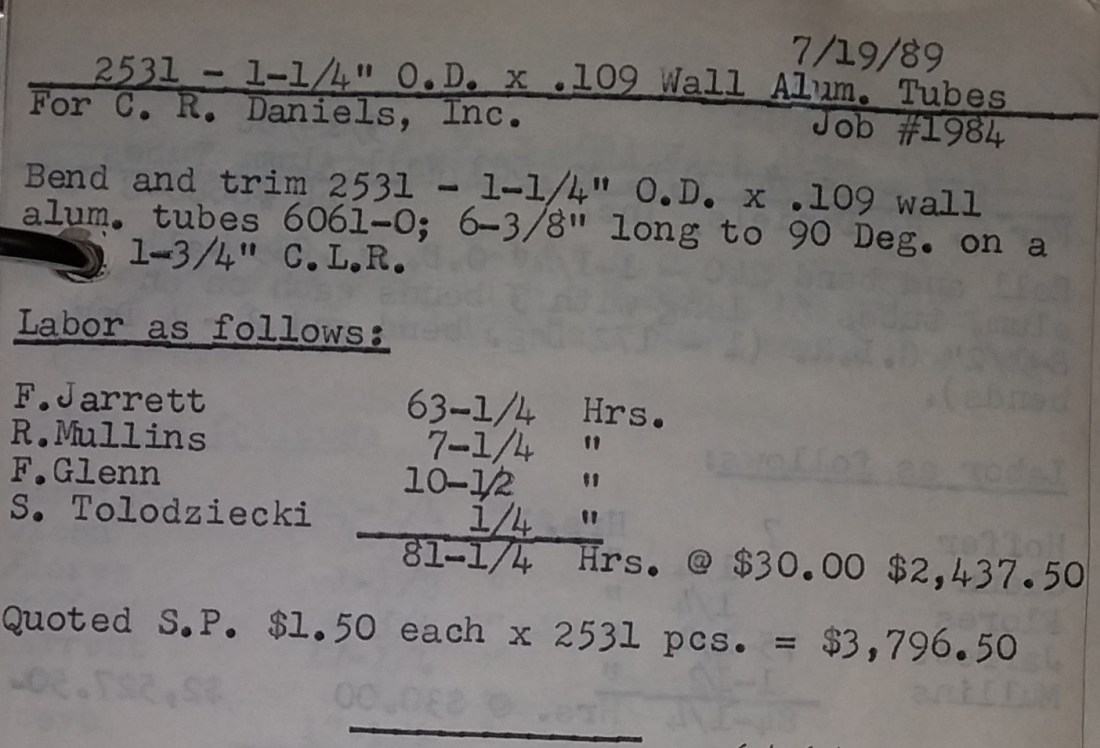 7/19/89
2531 - 1-1/4" O.D. x .109 Wall Alum. Tubes
For C. R. Daniels, Inc. Job #1984
Bend and trim 2531 - 1-1/4" O.D. x .109 wall
alum. tubes 6061-0; 6-3/8" long to 90 Deg. on a
1-3/4" C.L.R.
Labor as follows:
F.Jarrett 63-1/4 Hrs.
R.Mullins 7-1/4 "
F.Glenn 10-1/2 "
S. Tolodziecki 1/4 "
81-1/4 Hrs. @ $30.00 $2,437.50
Quoted S.P. $1.50 each x 2531 pcs. = $3,796.50